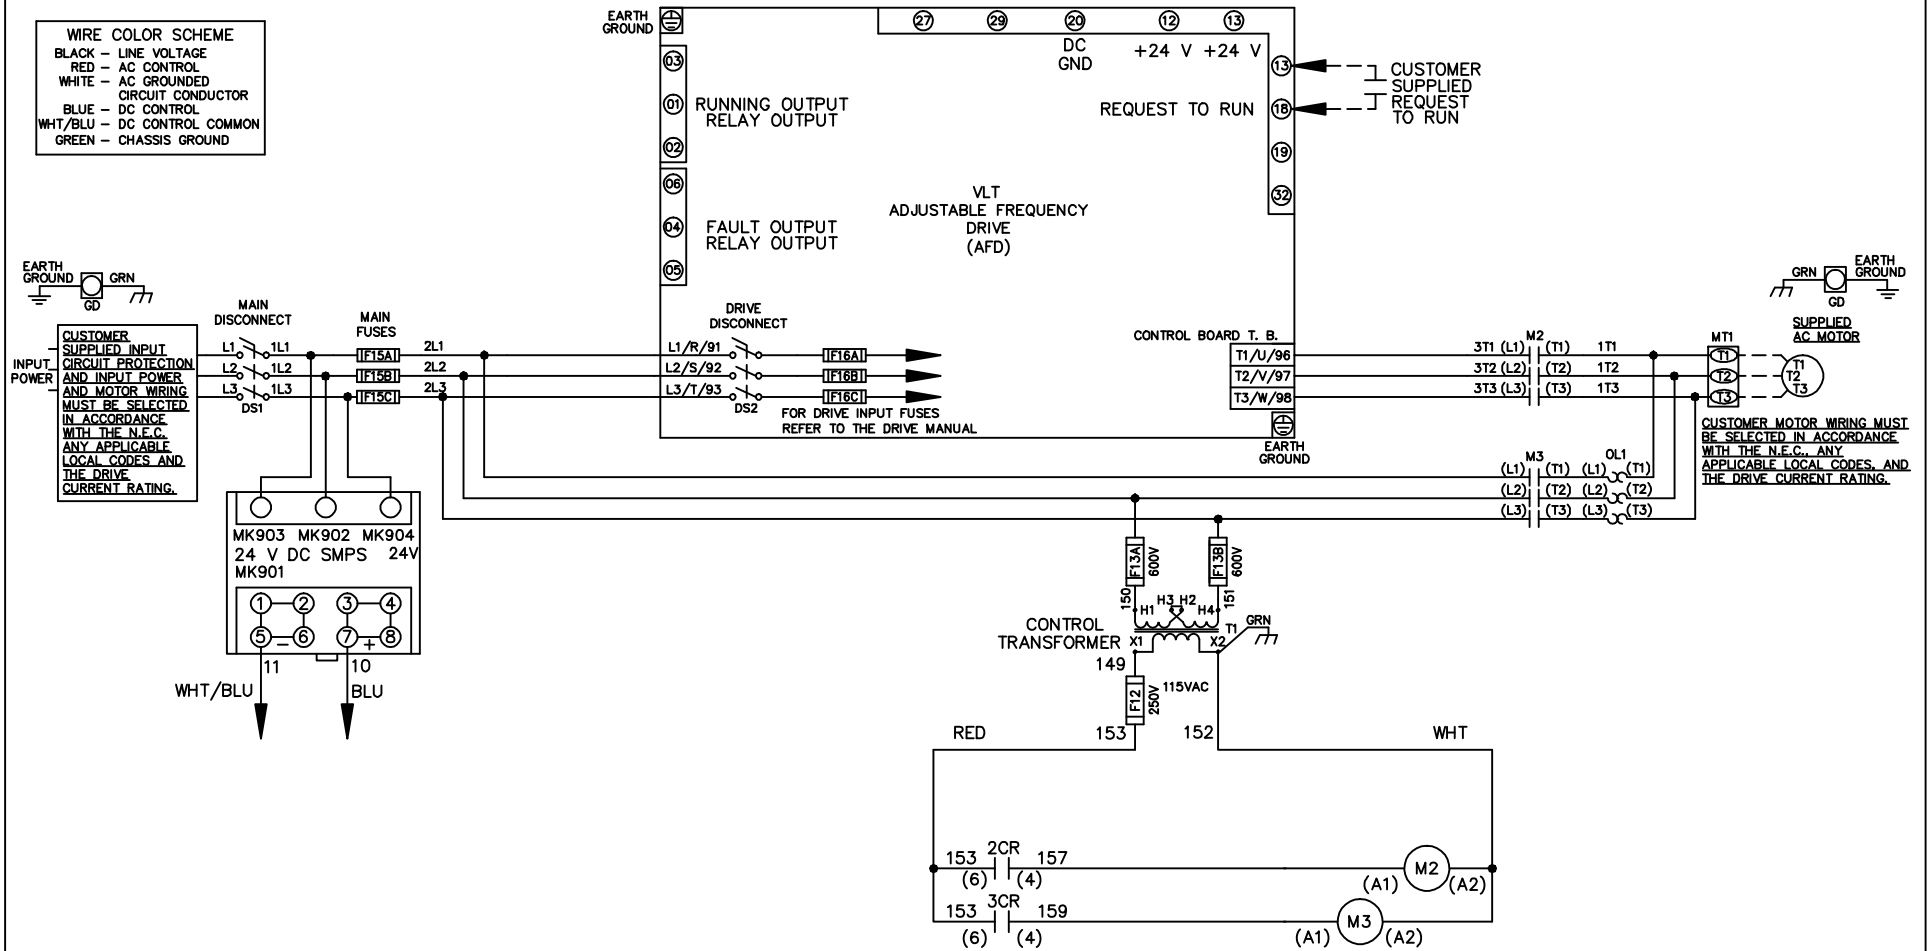 WIRE COLOR SCHEME
BLACK – LINE VOLTAGE
RED – AC CONTROL
WHITE – AC GROUNDED
CIRCUIT CONDUCTOR
BLUE – DC CONTROL
WHT/BLU – DC CONTROL COMMON
GREEN – CHASSIS GROUND
EARTH
GROUND
27 29 20 12 13
DC
GND
+24 V +24 V
03
01
02
RUNNING OUTPUT
RELAY OUTPUT
06
04
05
FAULT OUTPUT
RELAY OUTPUT
13
18
19
32
REQUEST TO RUN
CUSTOMER
SUPPLIED
REQUEST
TO RUN
VLT
ADJUSTABLE FREQUENCY
DRIVE
(AFD)
EARTH
GROUND
GRN
GD
INPUT
POWER
CUSTOMER
SUPPLIED INPUT
CIRCUIT PROTECTION
AND INPUT POWER
AND MOTOR WIRING
MUST BE SELECTED
IN ACCORDANCE
WITH THE N.E.C.
ANY APPLICABLE
LOCAL CODES AND
THE DRIVE
CURRENT RATING.
MAIN
DISCONNECT
L1 1L1
L2 1L2
L3 1L3
DS1
MAIN
FUSES
F15A
F15B
F15C
2L1
2L2
2L3
L1/R/91
L2/S/92
L3/T/93
DRIVE
DISCONNECT
DS2
F16A
F16B
F16C
FOR DRIVE INPUT FUSES
REFER TO THE DRIVE MANUAL
CONTROL BOARD T. B.
T1/U/96
T2/V/97
T3/W/98
EARTH
GROUND
M2
3T1 (L1) (T1) 1T1
3T2 (L2) (T2) 1T2
3T3 (L3) (T3) 1T3
MT1
T1
T2
T3
T1
T2
T3
GRN
GD
EARTH
GROUND
SUPPLIED
AC MOTOR
CUSTOMER MOTOR WIRING MUST
BE SELECTED IN ACCORDANCE
WITH THE N.E.C., ANY
APPLICABLE LOCAL CODES, AND
THE DRIVE CURRENT RATING.
M3 OL1
(L1) (T1) (L1) (T1)
(L2) (T2) (L2) (T2)
(L3) (T3) (L3) (T3)
MK903 MK902 MK904
24 V DC SMPS 24V
MK901
1 2 3 4
5 – 6 7 + 8
11 10
WHT/BLU BLU
F13A 600V
F13B 600V
150 151
H1 H3 H2 H4
CONTROL
TRANSFORMER
X1 X2 T1
GRN
149
F12 250V
115VAC
153 152
RED WHT
153 2CR 157
(6) (4)
M2
(A1) (A2)
153 3CR 159
(6) (4)
M3
(A1) (A2)